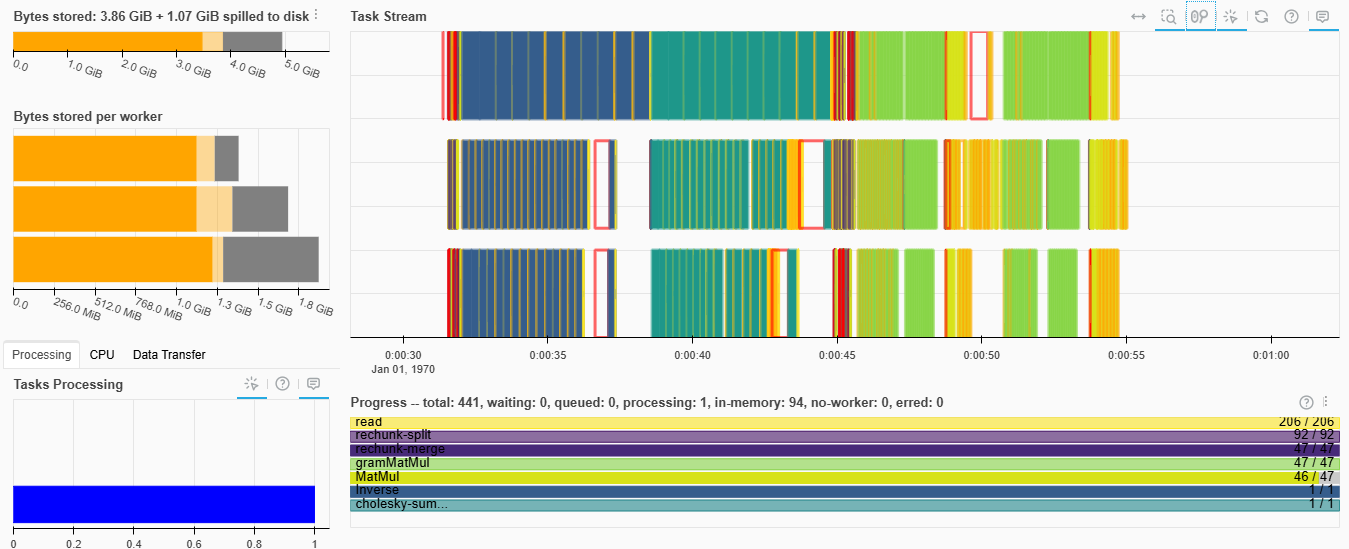 Bytes stored: 3.86 GiB + 1.07 GiB spilled to disk
0.0 1.0 GiB 2.0 GiB 3.0 GiB 4.0 GiB 5.0 GiB
Bytes stored per worker
0.0 256.0 MiB 512.0 MiB 768.0 MiB 1.0 GiB 1.3 GiB 1.5 GiB 1.8 GiB
Processing CPU Data Transfer
Tasks Processing
0 0.2 0.4 0.6 0.8 1
Task Stream
0:00:30 0:00:35 0:00:40 0:00:45 0:00:50 0:00:55 0:01:00
Jan 01, 1970
Progress -- total: 441, waiting: 0, queued: 0, processing: 1, in-memory: 94, no-worker: 0, erred: 0
read 206 / 206
rechunk-split 92 / 92
rechunk-merge 47 / 47
gramMatMul 47 / 47
MatMul 46 / 47
Inverse 1 / 1
cholesky-sum... 1 / 1